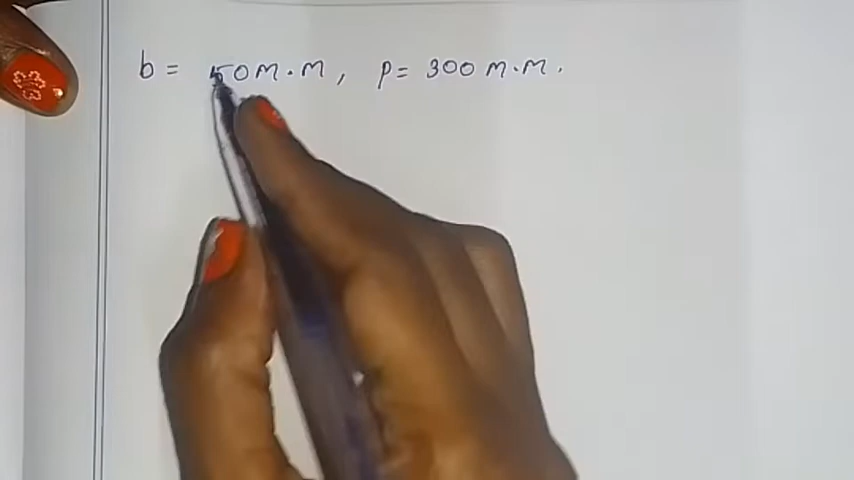 b = 50 m.m, p = 300 m.m.